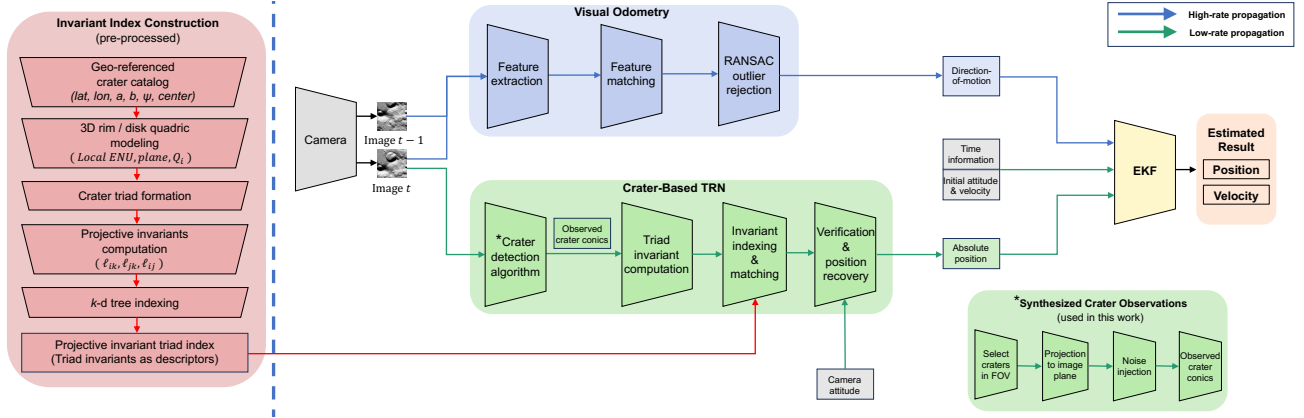 Invariant Index Construction
(pre-processed)
Geo-referenced
crater catalog
(lat, lon, a, b, ψ, center)
3D rim / disk quadric
modeling
( Local ENU, plane, Q_i )
Crater triad formation
Projective invariants
computation
( ℓ_ik, ℓ_jk, ℓ_ij )
k-d tree indexing
Projective invariant triad index
(Triad invariants as descriptors)
Camera
Image t − 1
Image t
Visual Odometry
Feature
extraction
Feature
matching
RANSAC
outlier
rejection
Crater-Based TRN
*Crater
detection
algorithm
Observed
crater conics
Triad
invariant
computation
Invariant
indexing
&
matching
Verification
&
position
recovery
Camera
attitude
Direction-
of-motion
Time
information
Initial attitude
& velocity
Absolute
position
EKF
Estimated
Result
Position
Velocity
High-rate propagation
Low-rate propagation
*Synthesized Crater Observations
(used in this work)
Select
craters
in FOV
Projection
to image
plane
Noise
injection
Observed
crater
conics